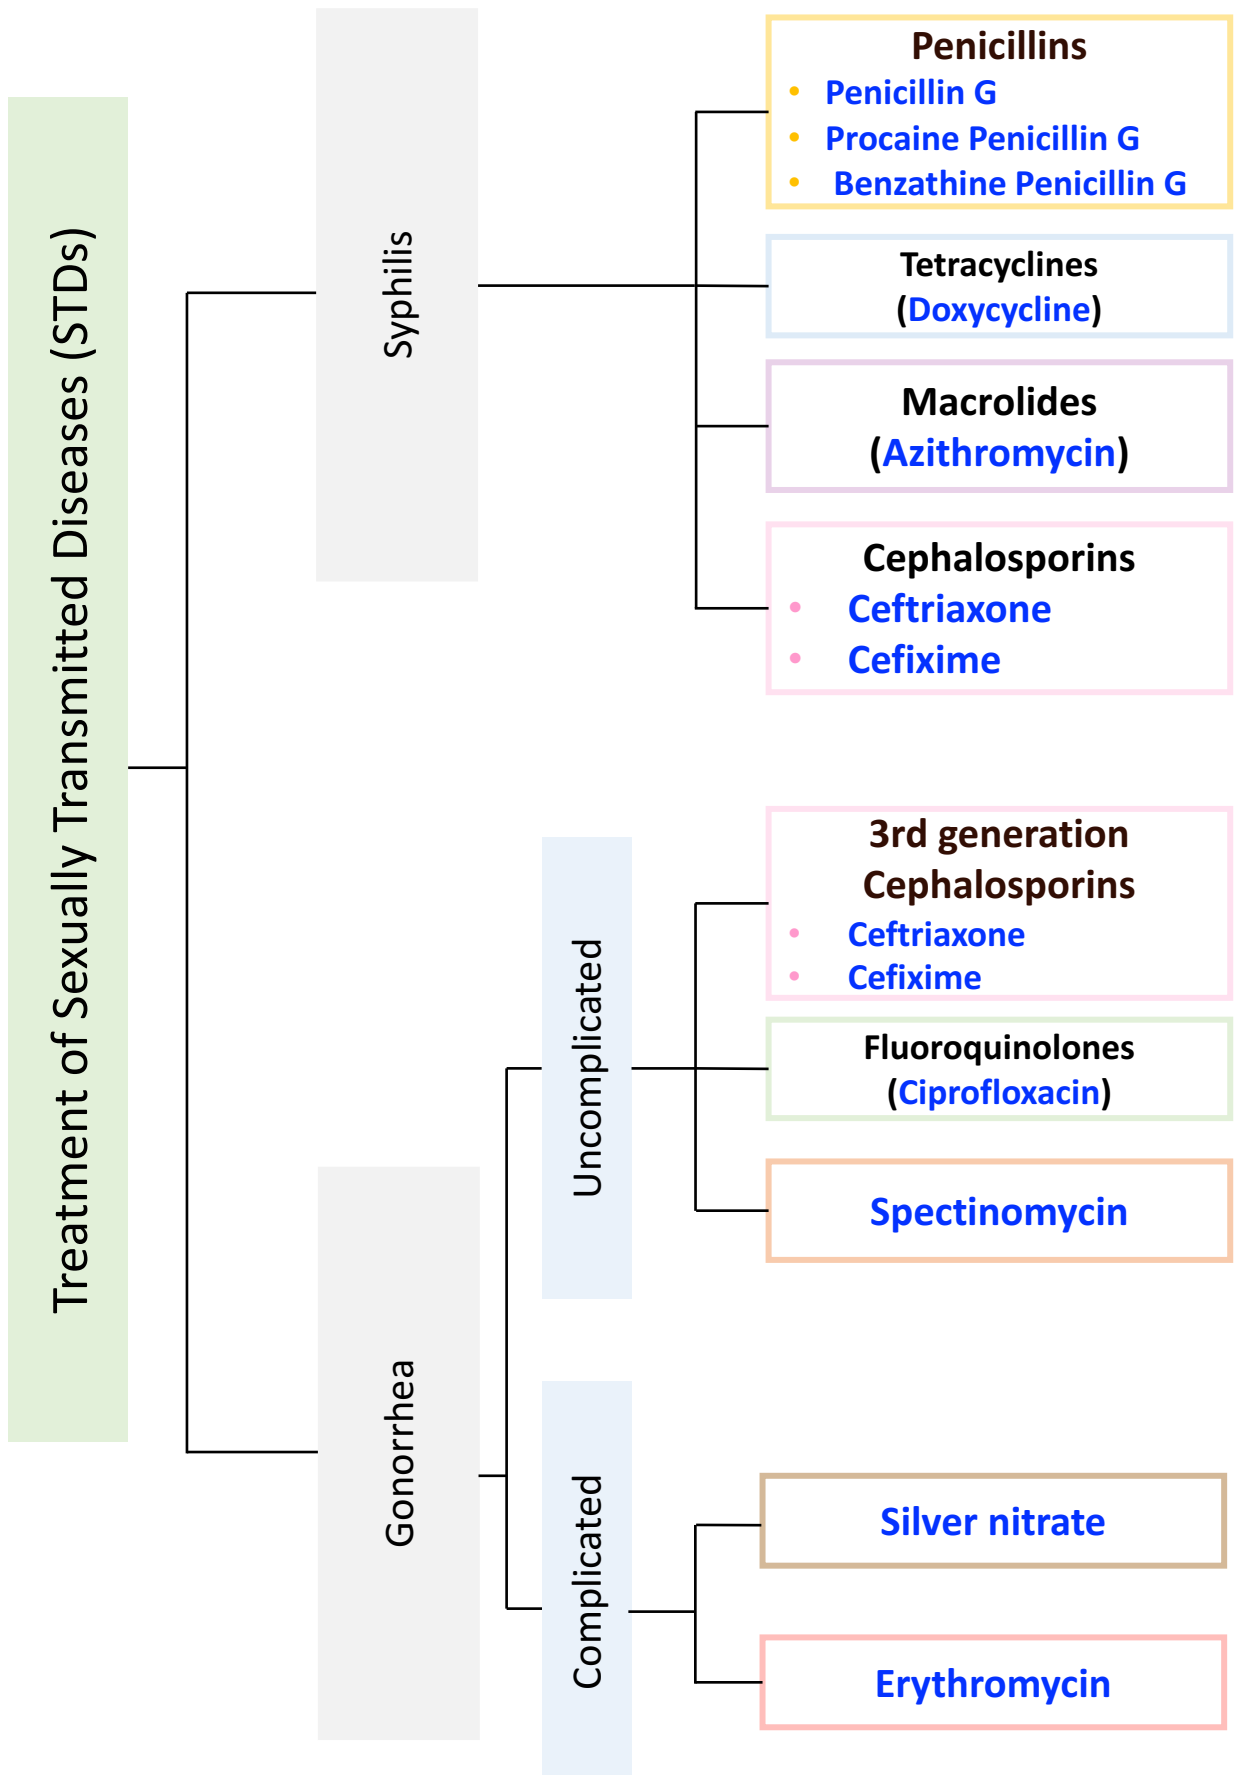 Treatment of Sexually Transmitted Diseases (STDs)
Syphilis
Penicillins
• Penicillin G
• Procaine Penicillin G
• Benzathine Penicillin G
Tetracyclines
(Doxycycline)
Macrolides
(Azithromycin)
Cephalosporins
• Ceftriaxone
• Cefixime
Gonorrhea
Uncomplicated
3rd generation
Cephalosporins
• Ceftriaxone
• Cefixime
Fluoroquinolones
(Ciprofloxacin)
Spectinomycin
Complicated
Silver nitrate
Erythromycin